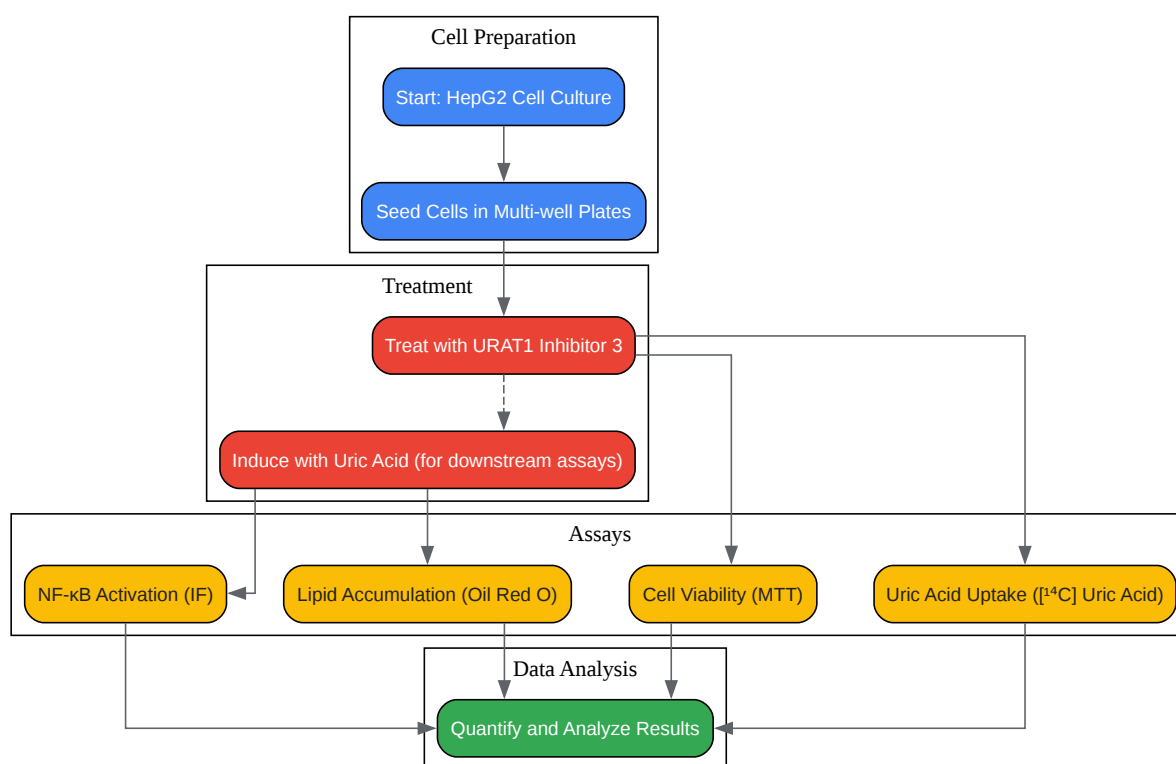 Cell Preparation
Start: HepG2 Cell Culture
Seed Cells in Multi-well Plates
Treatment
Treat with URAT1 Inhibitor 3
Induce with Uric Acid (for downstream assays)
Assays
NF-κB Activation (IF)
Lipid Accumulation (Oil Red O)
Cell Viability (MTT)
Uric Acid Uptake ([¹⁴C] Uric Acid)
Data Analysis
Quantify and Analyze Results